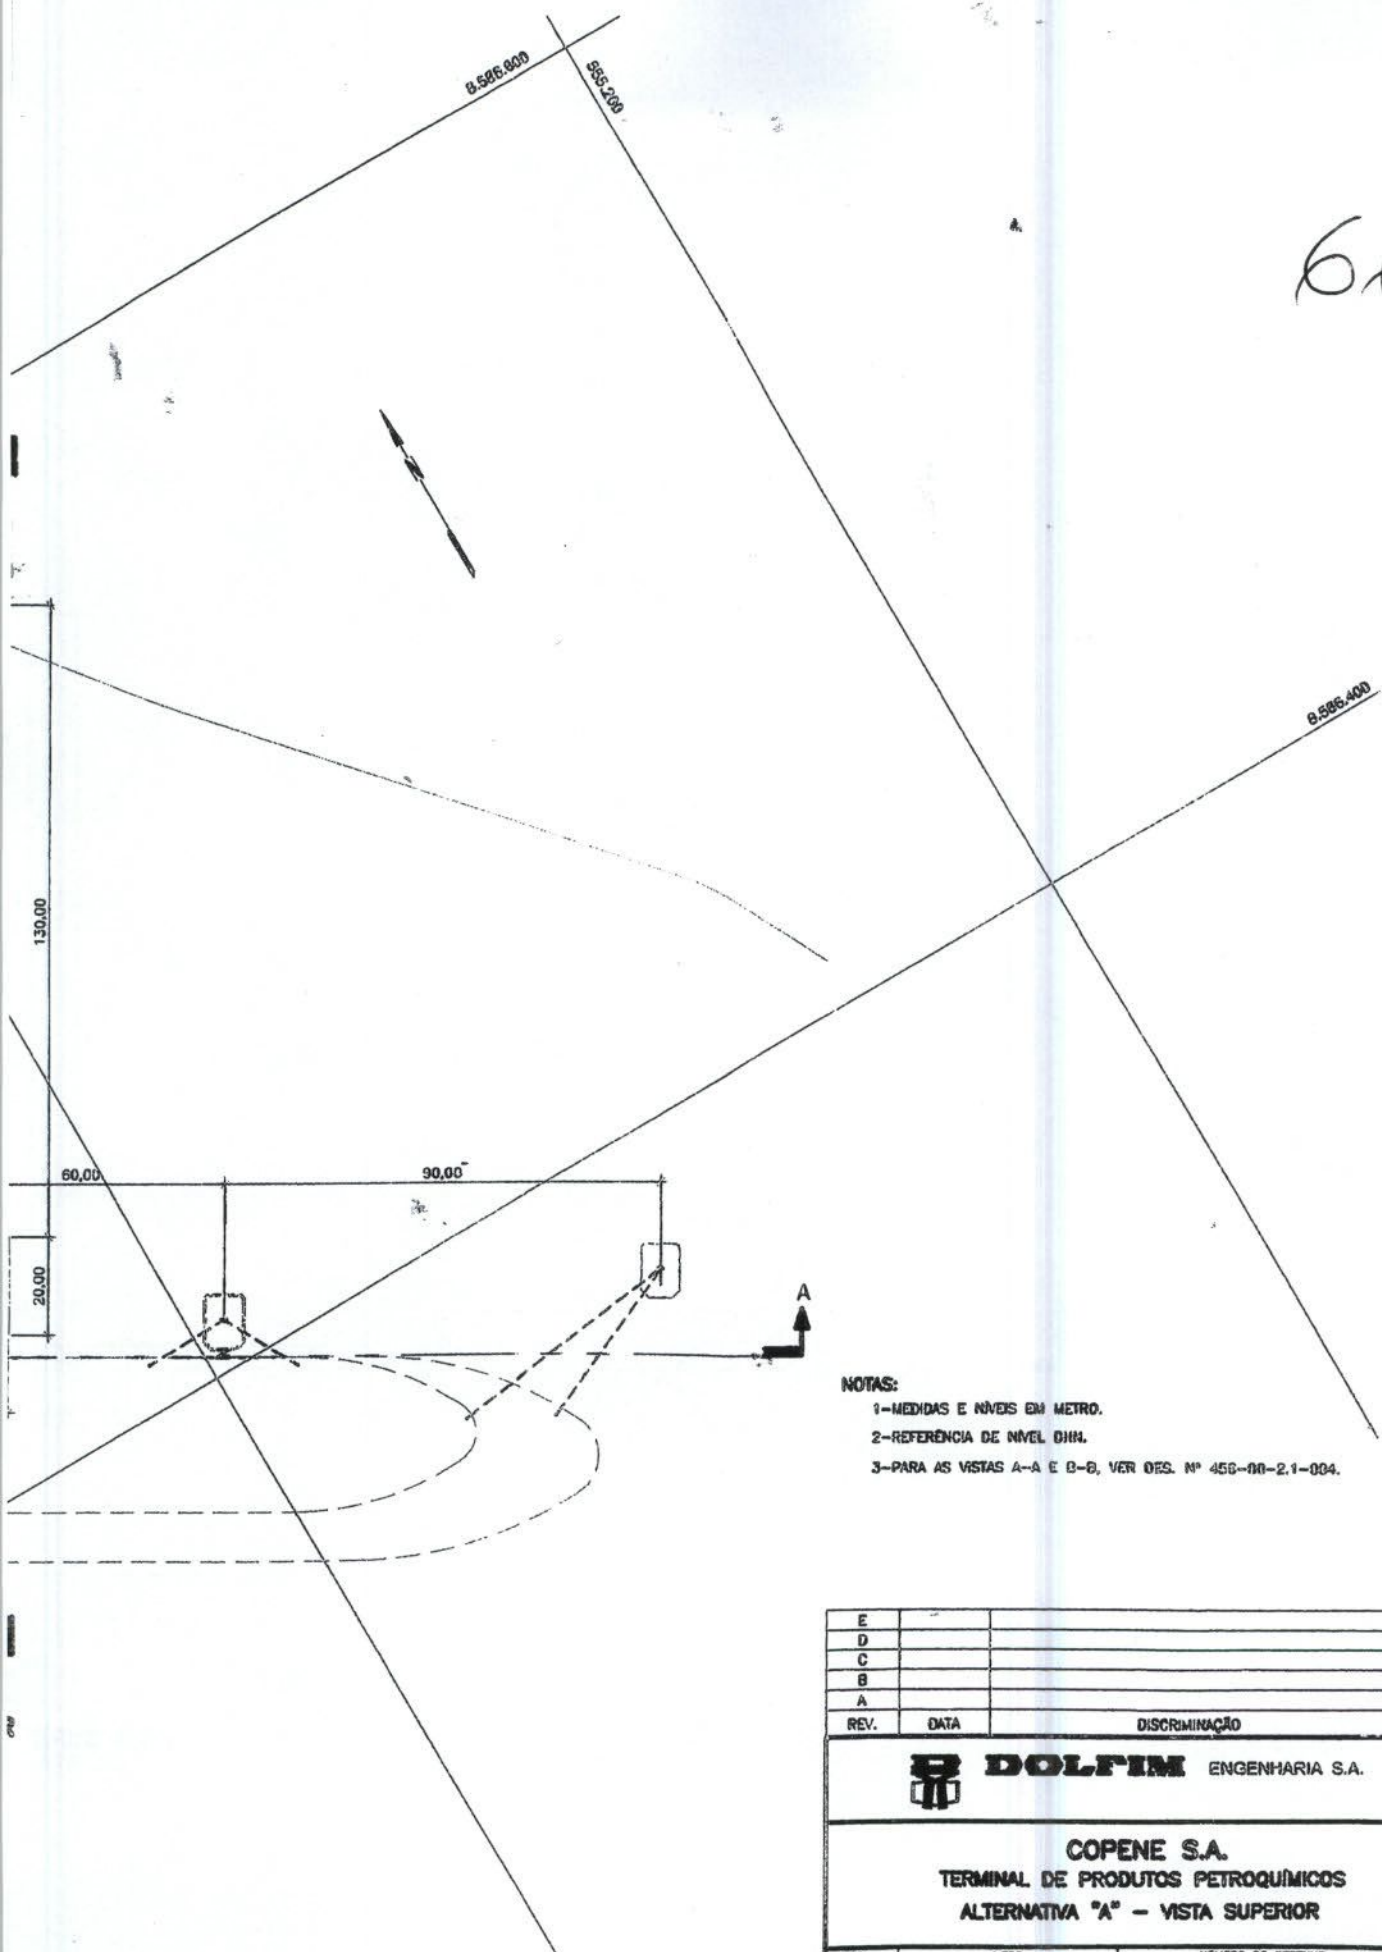 8.586.600
555.200
N
8.586.400
130,00
60,00
90,00
20,00
A
NOTAS:
1-MEDIDAS E NÍVEIS EM METRO.
2-REFERÊNCIA DE NÍVEL DHN.
3-PARA AS VISTAS A-A E B-B, VER DES. Nº 456-00-2.1-004.
E
D
C
B
A
REV. DATA DISCRIMINAÇÃO
DOLFIM ENGENHARIA S.A.
COPENE S.A.
TERMINAL DE PRODUTOS PETROQUÍMICOS
ALTERNATIVA "A" - VISTA SUPERIOR